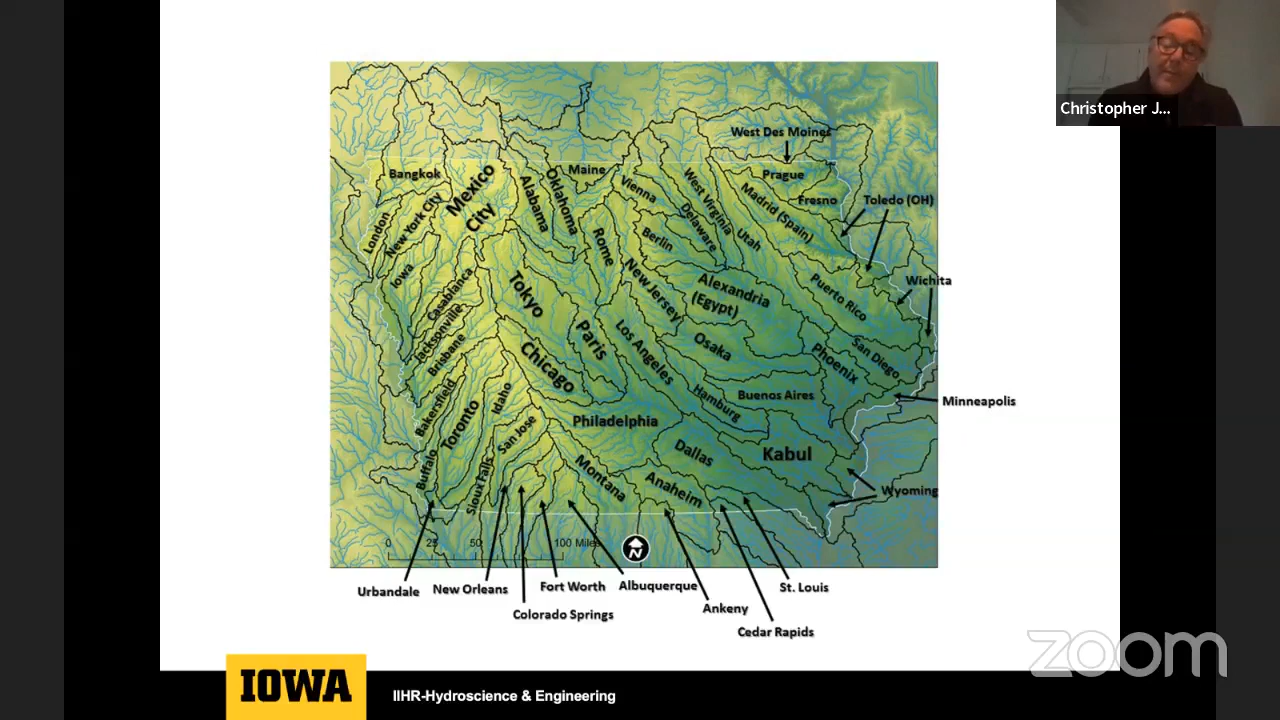 Christopher J...
West Des Moines
Bangkok
Mexico
City
Alabama
Oklahoma
Maine
Vienna
West Virginia
Prague
Madrid (Spain)
Fresno
Toledo (OH)
London
New York City
Iowa
Rome
Berlin
Delaware
Utah
Casablanca
Tokyo
New Jersey
Alexandria
(Egypt)
Puerto Rico
Wichita
Jacksonville
Brisbane
Chicago
Paris
Los Angeles
Osaka
Phoenix
San Diego
Bakersfield
Toronto
Idaho
San Jose
Philadelphia
Hamburg
Buenos Aires
Minneapolis
Buffalo
Sioux Falls
Montana
Anaheim
Dallas
Kabul
Wyoming
0 25 50 100 Miles
N
Urbandale
New Orleans
Fort Worth
Albuquerque
St. Louis
Colorado Springs
Ankeny
Cedar Rapids
zoom
IOWA
IIHR-Hydroscience & Engineering